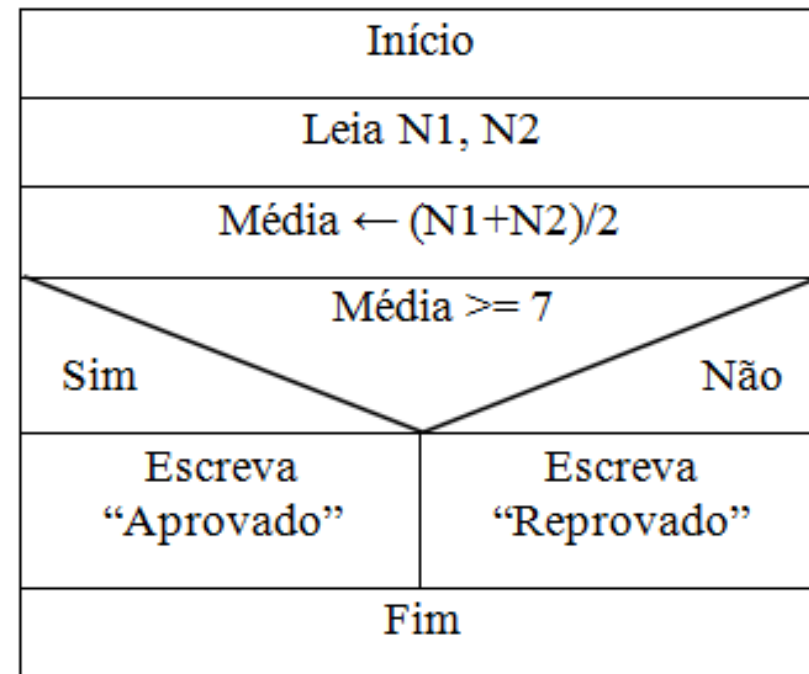 Início
Leia N1, N2
Média ← (N1+N2)/2
Média >= 7
Sim
Não
Escreva
“Aprovado”
Escreva
“Reprovado”
Fim